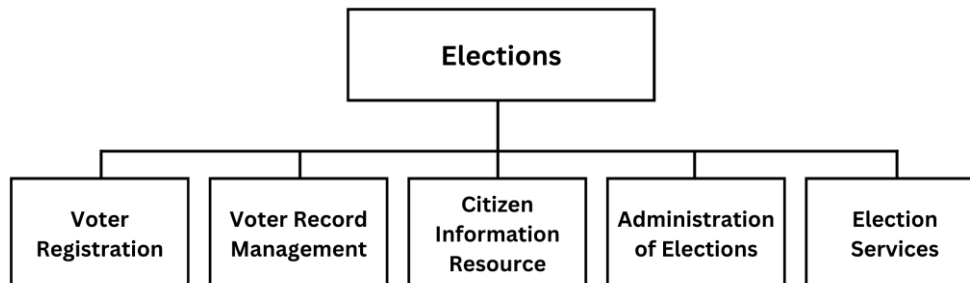 Elections
Voter
Registration
Voter Record
Management
Citizen
Information
Resource
Administration
of Elections
Election
Services